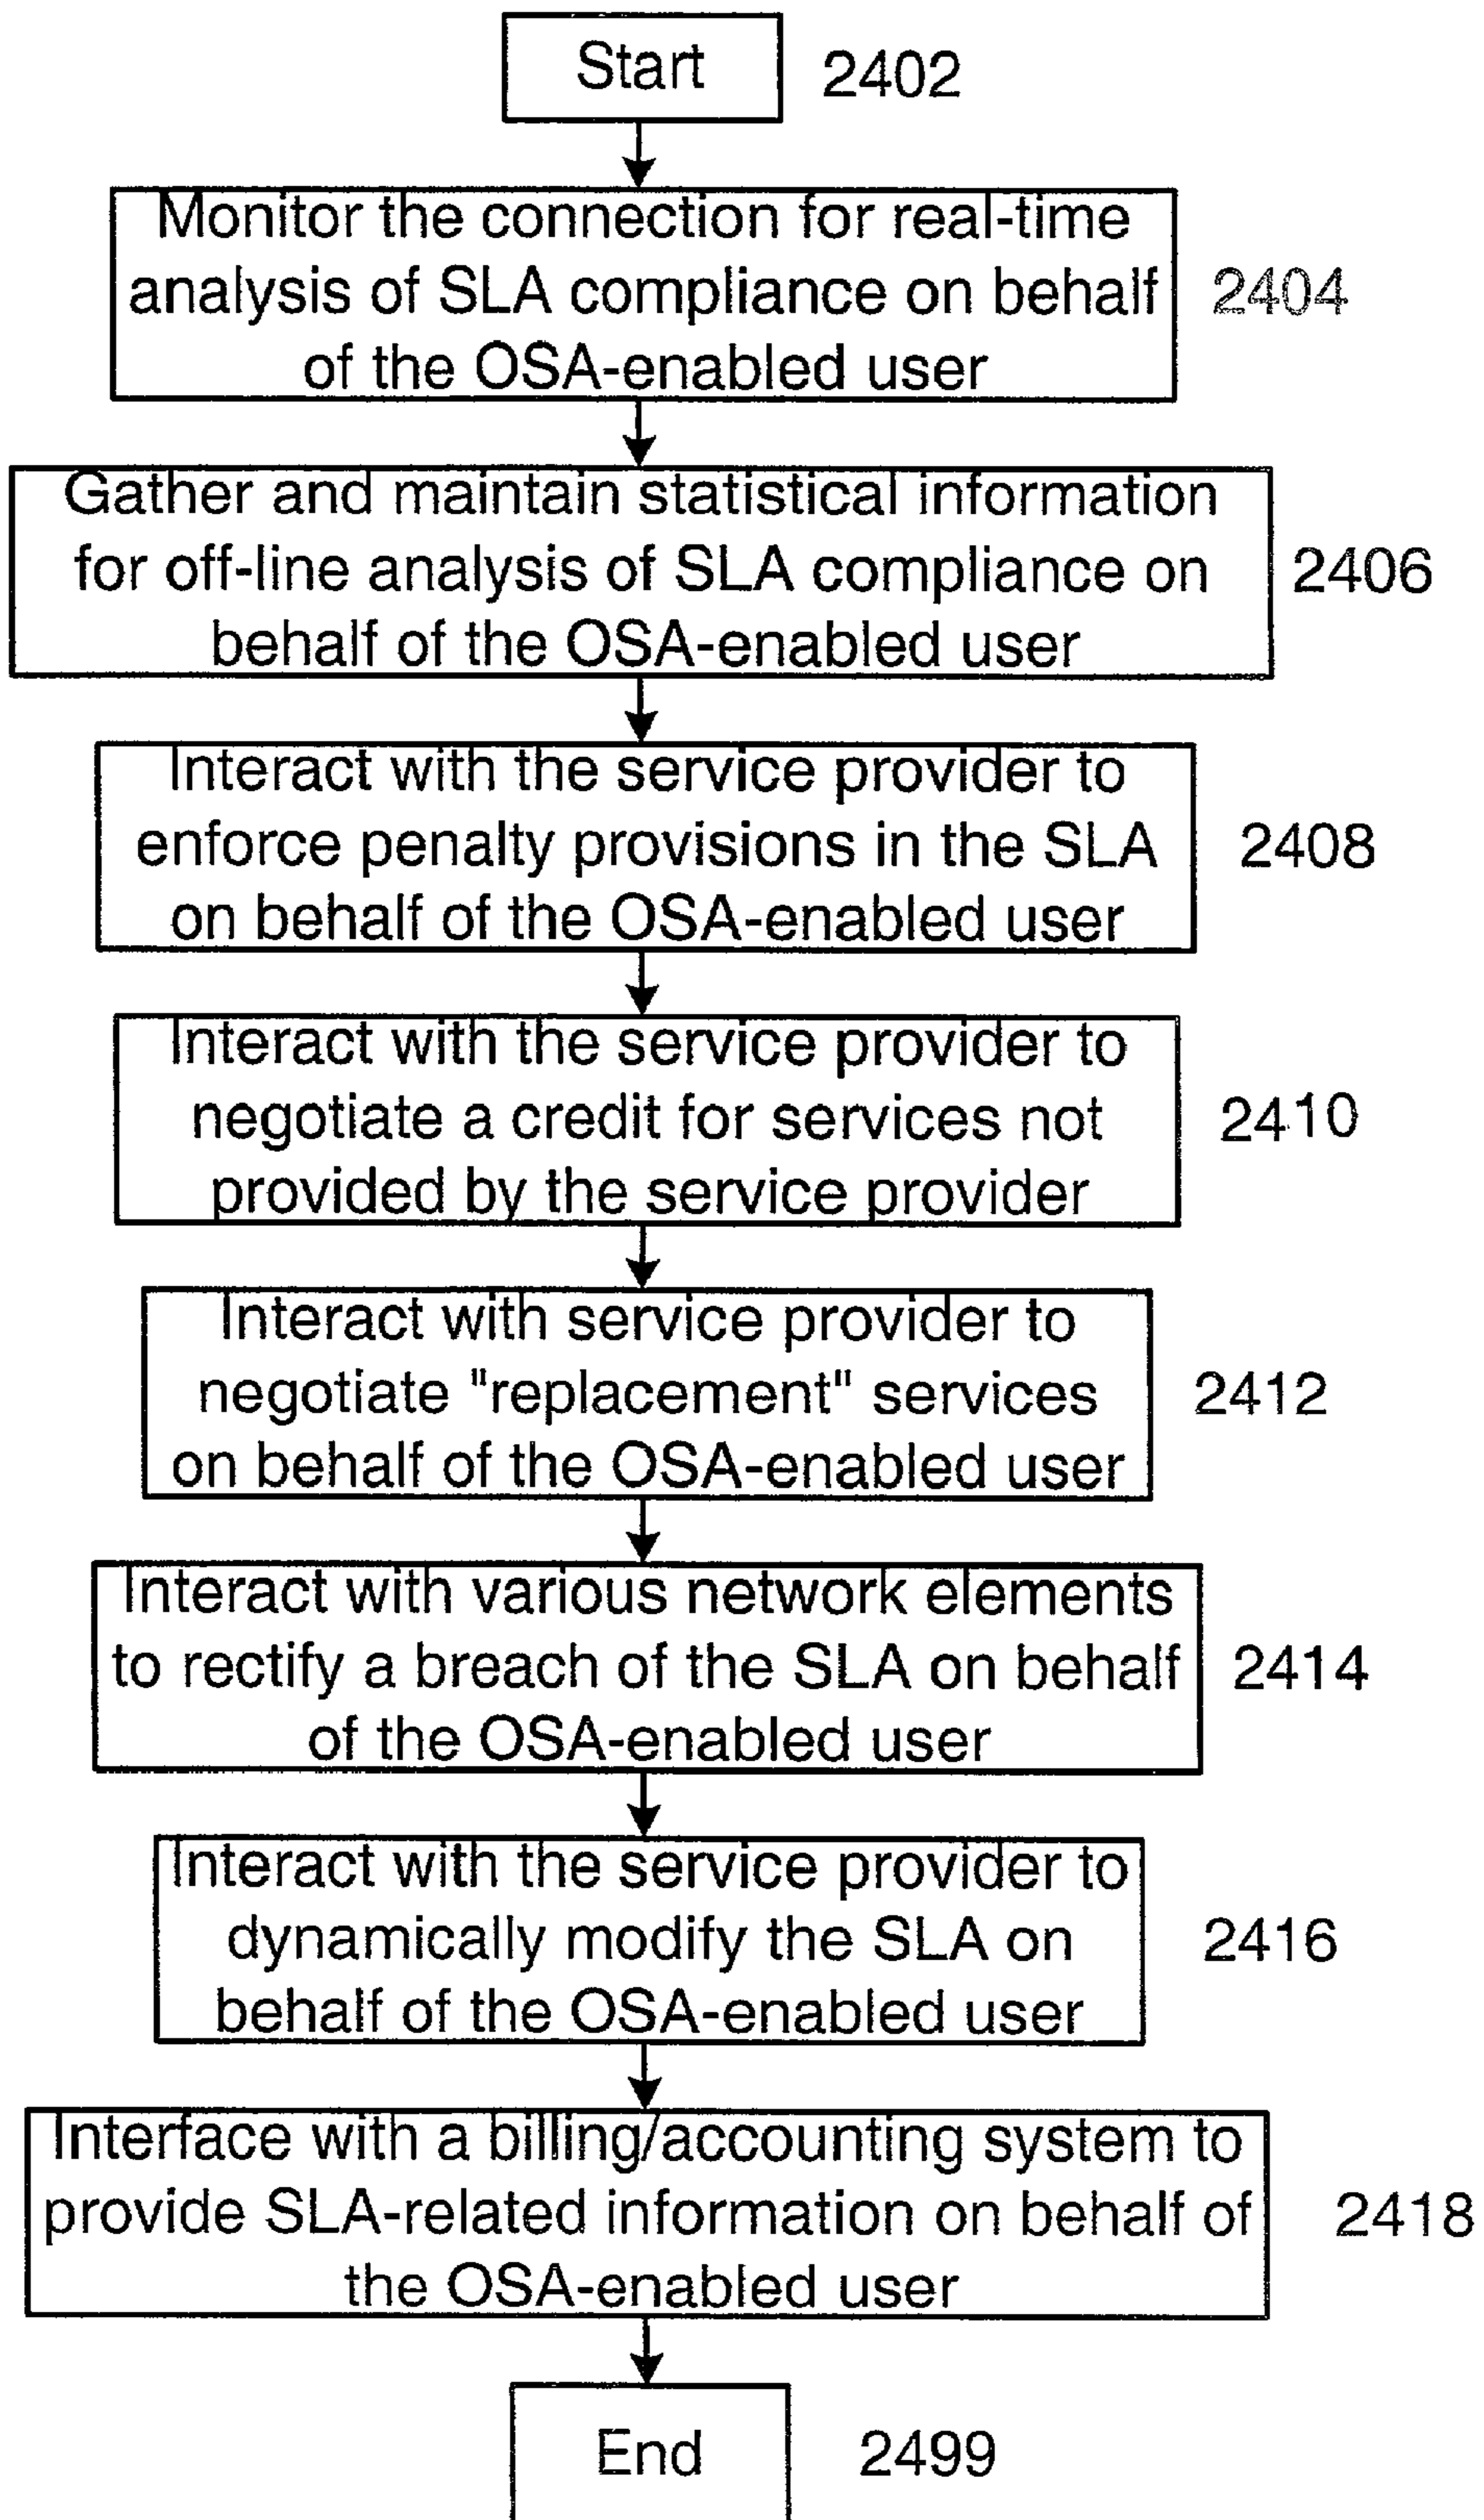 Start 2402
Monitor the connection for real-time
analysis of SLA compliance on behalf
of the OSA-enabled user
2404
Gather and maintain statistical information
for off-line analysis of SLA compliance on
behalf of the OSA-enabled user
2406
Interact with the service provider to
enforce penalty provisions in the SLA
on behalf of the OSA-enabled user
2408
Interact with the service provider to
negotiate a credit for services not
provided by the service provider
2410
Interact with service provider to
negotiate "replacement" services
on behalf of the OSA-enabled user
2412
Interact with various network elements
to rectify a breach of the SLA on behalf
of the OSA-enabled user
2414
Interact with the service provider to
dynamically modify the SLA on
behalf of the OSA-enabled user
2416
Interface with a billing/accounting system to
provide SLA-related information on behalf of
the OSA-enabled user
2418
End 2499